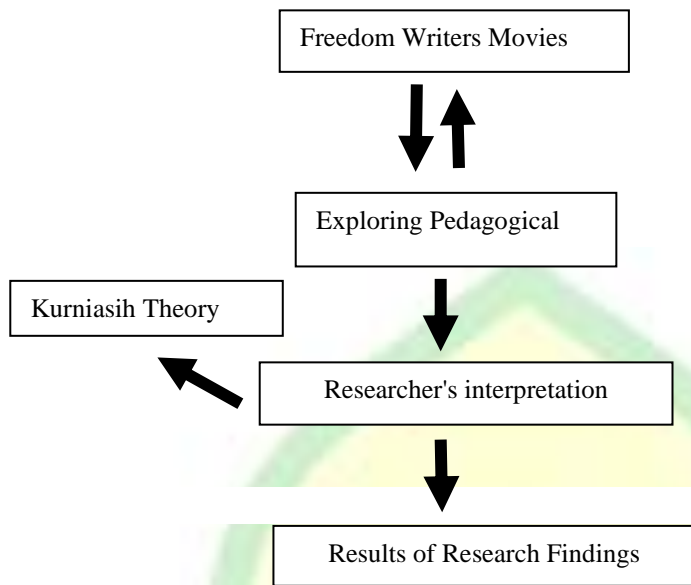 Freedom Writers Movies
Exploring Pedagogical
Kurniasih Theory
Researcher's interpretation
Results of Research Findings